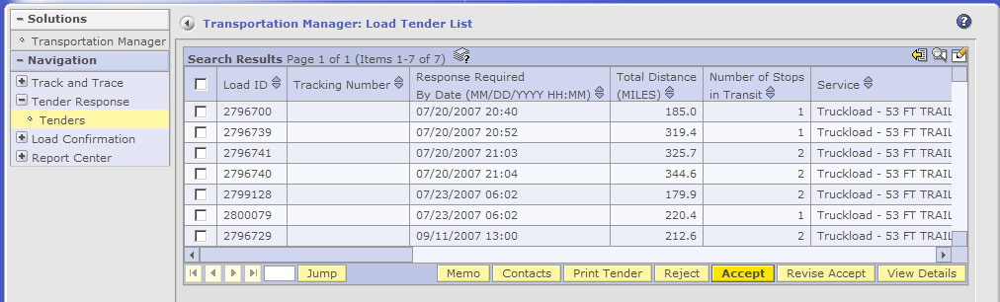 Solutions
Transportation Manager
Navigation
Track and Trace
Tender Response
Tenders
Load Confirmation
Report Center
Transportation Manager: Load Tender List
Search Results Page 1 of 1 (Items 1-7 of 7)
Load ID Tracking Number Response Required By Date (MM/DD/YYYY HH:MM) Total Distance (MILES) Number of Stops in Transit Service
2796700 07/20/2007 20:40 185.0 1 Truckload - 53 FT TRAIL
2796739 07/20/2007 20:52 319.4 1 Truckload - 53 FT TRAIL
2796741 07/20/2007 21:03 325.7 2 Truckload - 53 FT TRAIL
2796740 07/20/2007 21:04 344.6 2 Truckload - 53 FT TRAIL
2799128 07/23/2007 06:02 179.9 2 Truckload - 53 FT TRAIL
2800079 07/23/2007 06:02 220.4 1 Truckload - 53 FT TRAIL
2796729 09/11/2007 13:00 212.6 2 Truckload - 53 FT TRAIL
Jump Memo Contacts Print Tender Reject Accept Revise Accept View Details